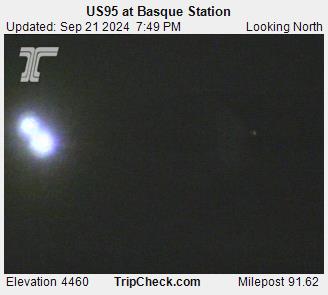 US95 at Basque Station
Updated: Sep 21 2024 7:49 PM Looking North
Elevation 4460 TripCheck.com Milepost 91.62